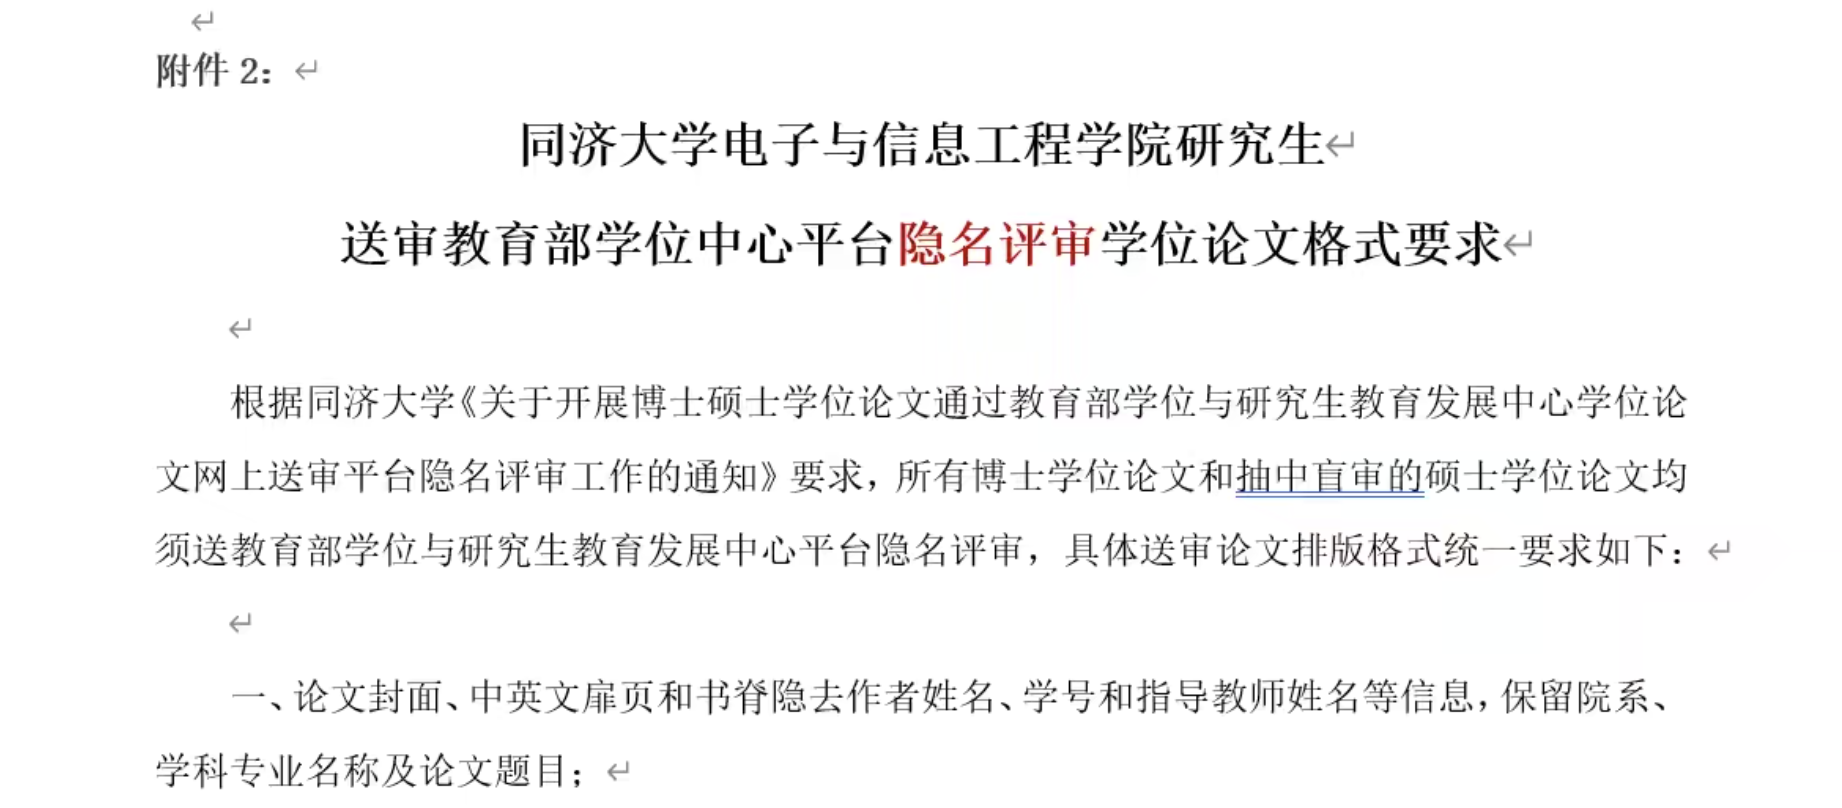 附件 2：
同济大学电子与信息工程学院研究生
送审教育部学位中心平台隐名评审学位论文格式要求
根据同济大学《关于开展博士硕士学位论文通过教育部学位与研究生教育发展中心学位论
文网上送审平台隐名评审工作的通知》要求，所有博士学位论文和抽中盲审的硕士学位论文均
须送教育部学位与研究生教育发展中心平台隐名评审，具体送审论文排版格式统一要求如下：
一、论文封面、中英文扉页和书脊隐去作者姓名、学号和指导教师姓名等信息，保留院系、
学科专业名称及论文题目；